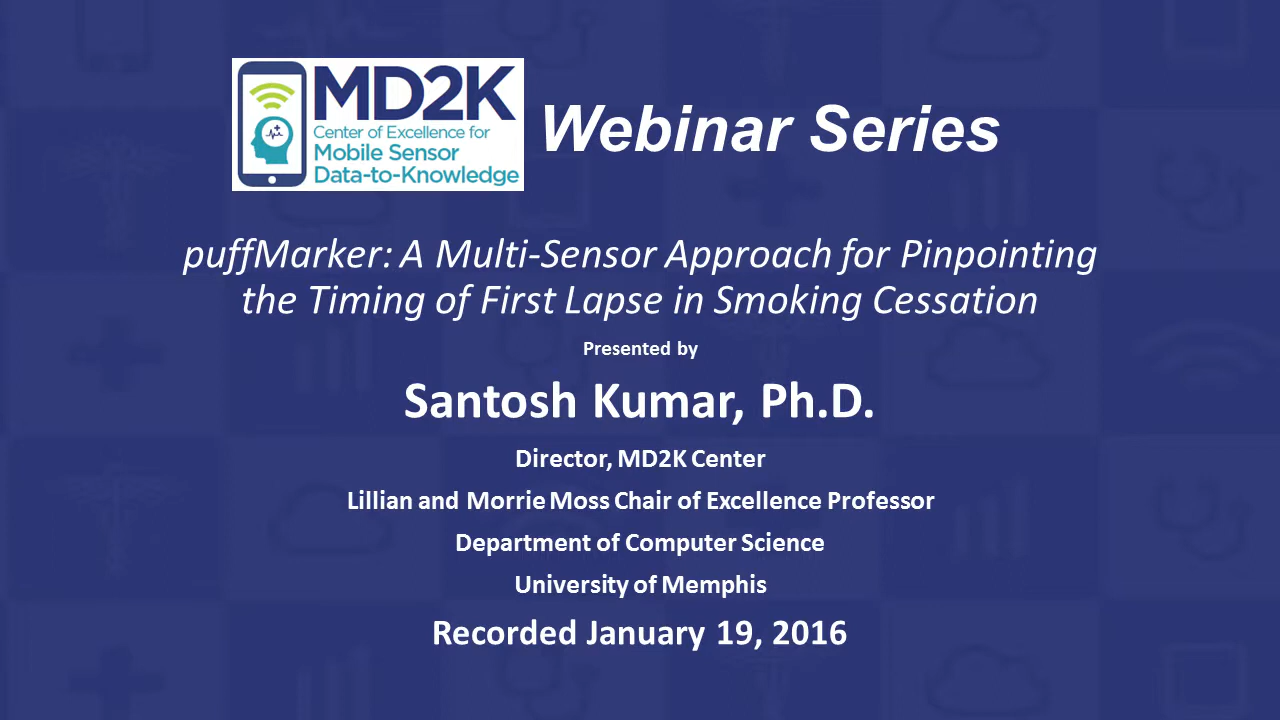 MD2K
Center of Excellence for
Mobile Sensor
Data-to-Knowledge
Webinar Series
puffMarker: A Multi-Sensor Approach for Pinpointing
the Timing of First Lapse in Smoking Cessation
Presented by
Santosh Kumar, Ph.D.
Director, MD2K Center
Lillian and Morrie Moss Chair of Excellence Professor
Department of Computer Science
University of Memphis
Recorded January 19, 2016